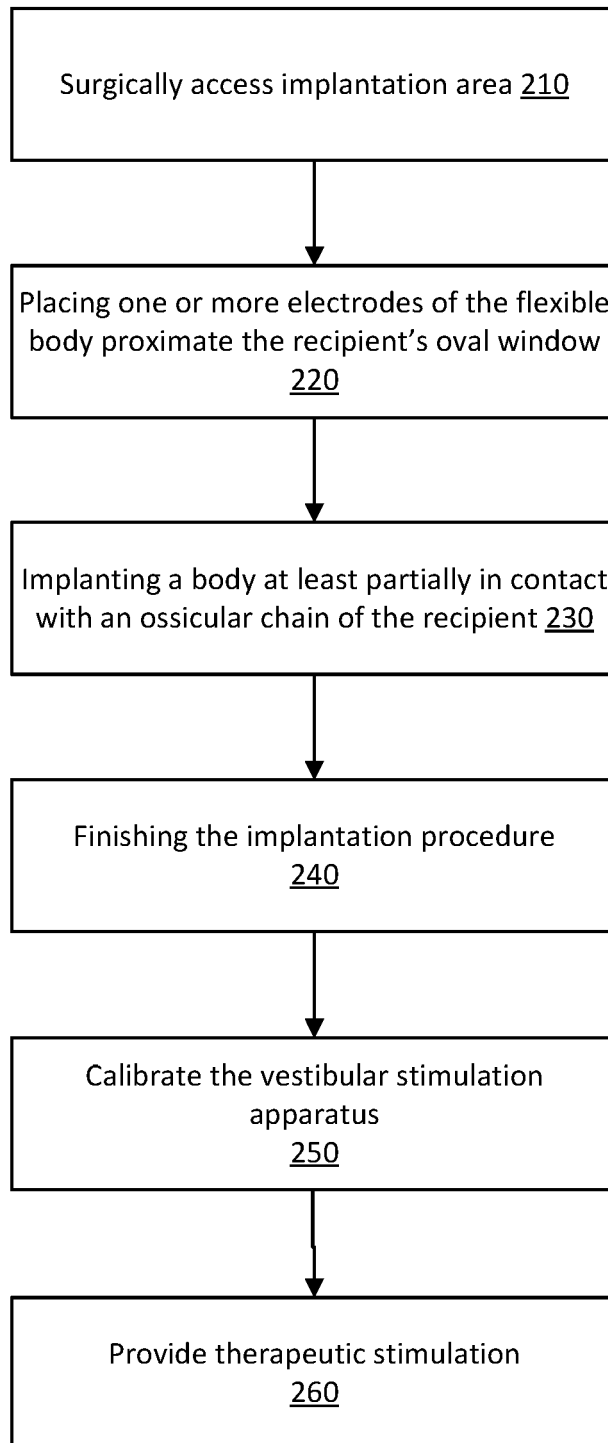 Surgically access implantation area 210
Placing one or more electrodes of the flexible
body proximate the recipient's oval window
220
Implanting a body at least partially in contact
with an ossicular chain of the recipient 230
Finishing the implantation procedure
240
Calibrate the vestibular stimulation
apparatus
250
Provide therapeutic stimulation
260